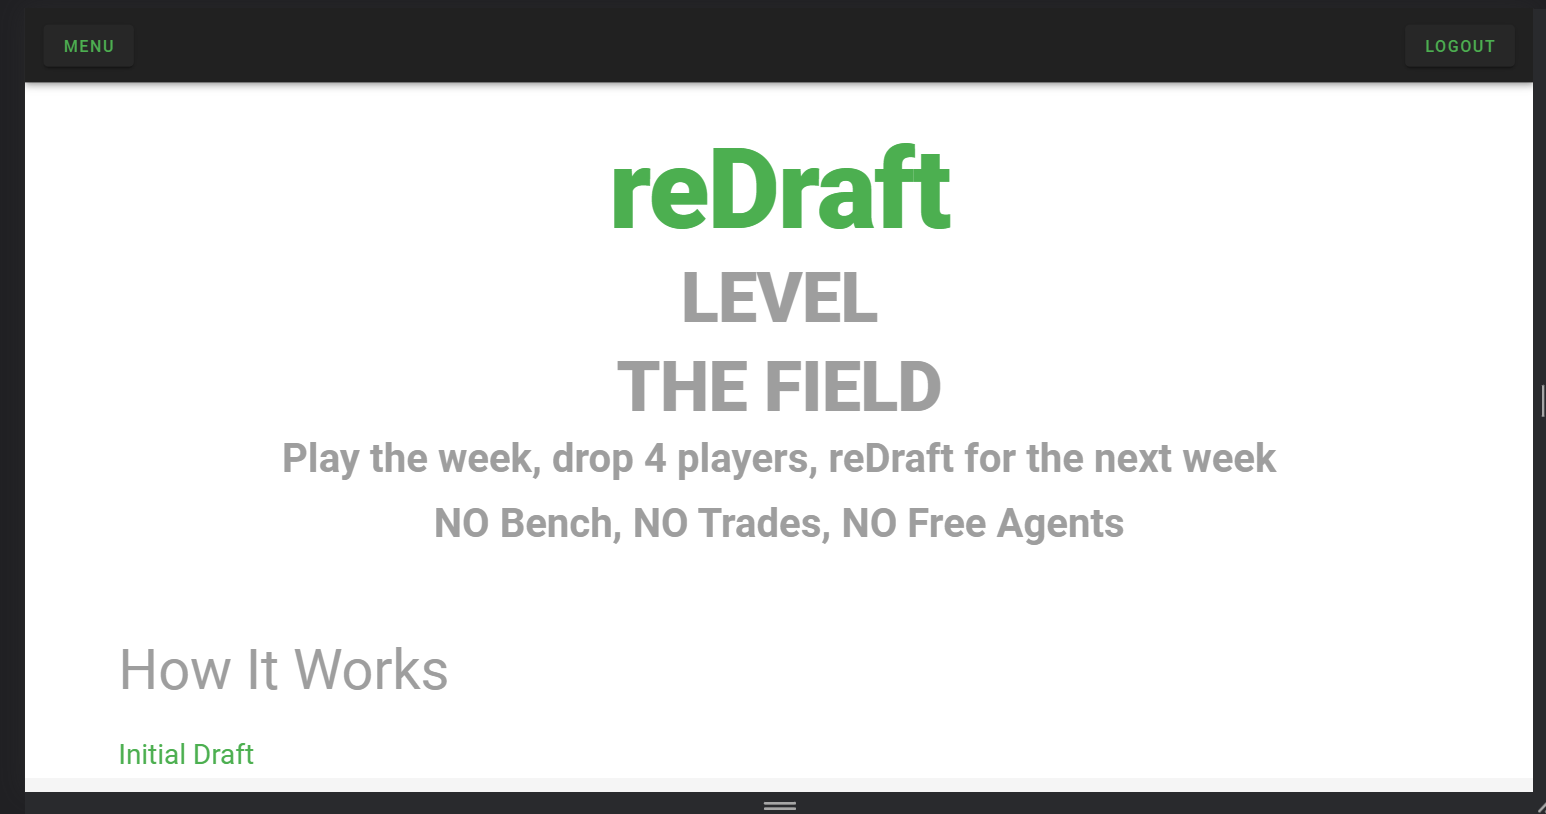 MENU
LOGOUT
reDraft
LEVEL
THE FIELD
Play the week, drop 4 players, reDraft for the next week
NO Bench, NO Trades, NO Free Agents
How It Works
Initial Draft